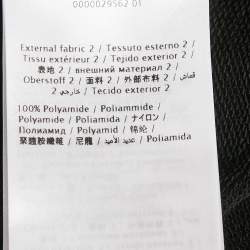 0000029562 01
External fabric 2 / Tessuto esterno 2 /
Tissu extérieur 2 / Tejido exterior 2 /
表地 2 / внешний материал 2 /
Oberstoff 2 / 面料 2 / 外部布料 2 / قماش
2 خارجي / 2 / Tecido exterior 2
100% Polyamide / Poliammide /
Polyamide / Poliamida / ナイロン /
Полиамид / Polyamid / 锦纶 /
聚醯胺纖維 / 尼龍 / عديد الأميد / Poliamida